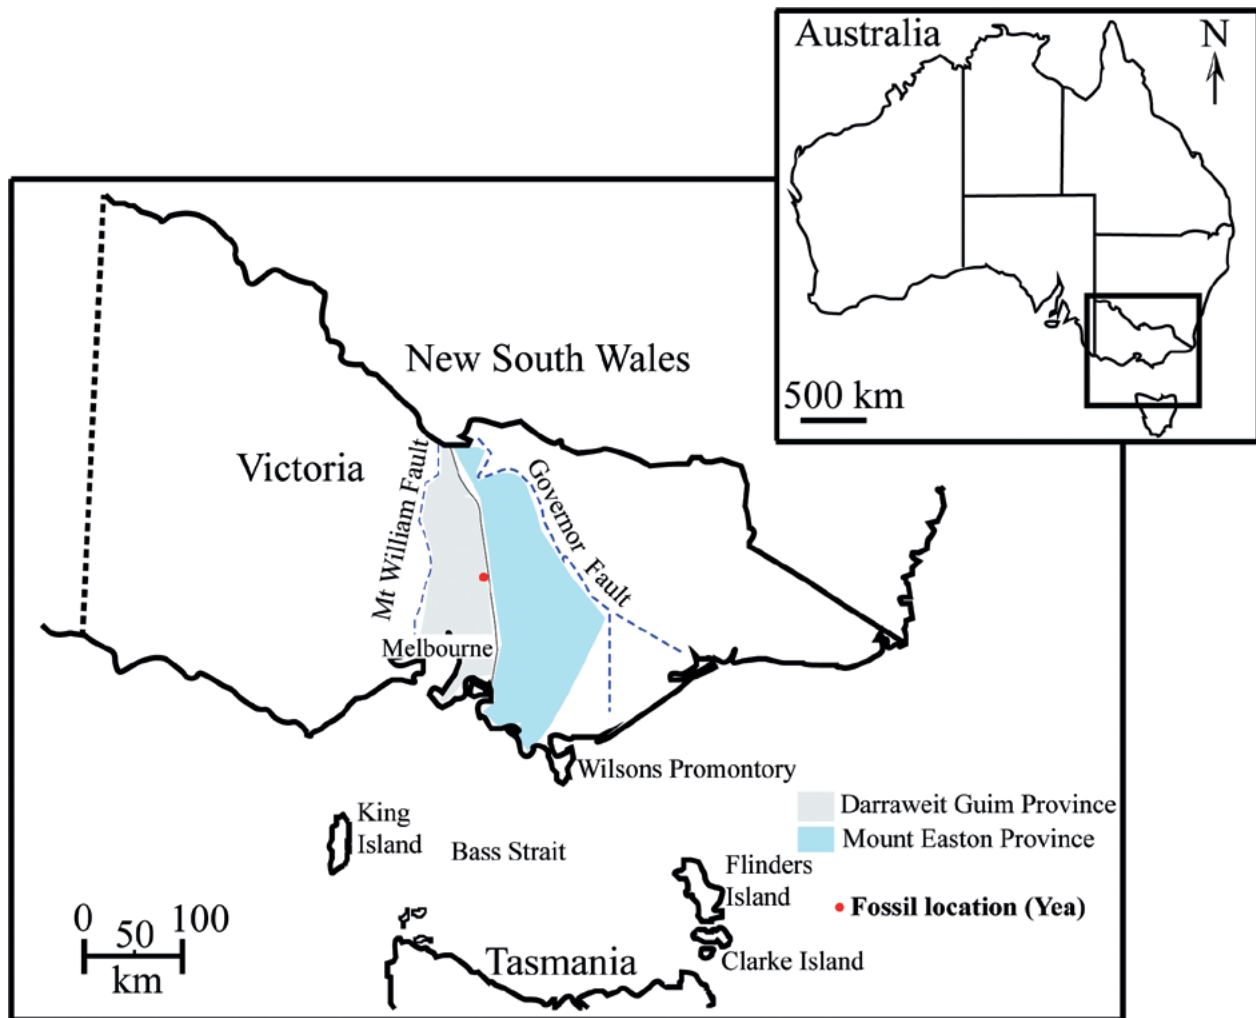 Australia
N
500 km
New South Wales
Victoria
Mt William Fault
Governor Fault
Melbourne
Wilsons Promontory
King
Island
Bass Strait
Darraweit Guim Province
Mount Easton Province
Flinders
Island
Fossil location (Yea)
0 50 100
km
Tasmania
Clarke Island